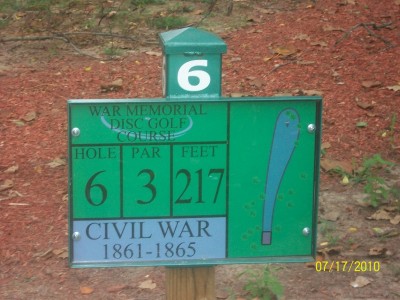 6
WAR MEMORIAL
DISC GOLF
COURSE
HOLE PAR FEET
6 3 217
CIVIL WAR
1861-1865
07/17/2010